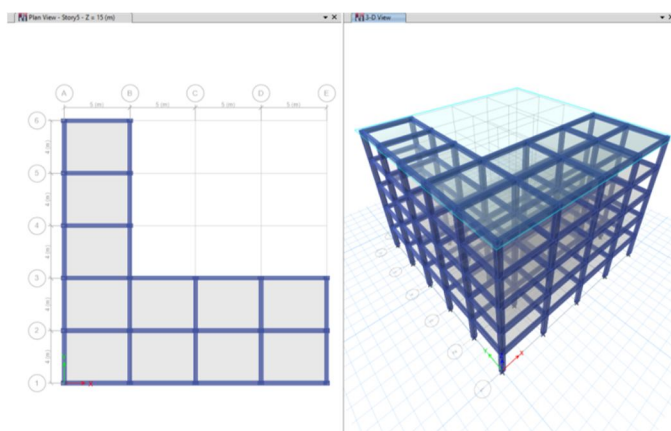 Plan View - Story5 - Z = 15 (m)
3-D View
A B C D E
5 (m) 5 (m) 5 (m) 5 (m)
6
4 (m)
5
4 (m)
4
4 (m)
3
4 (m)
2
4 (m)
1
X
X